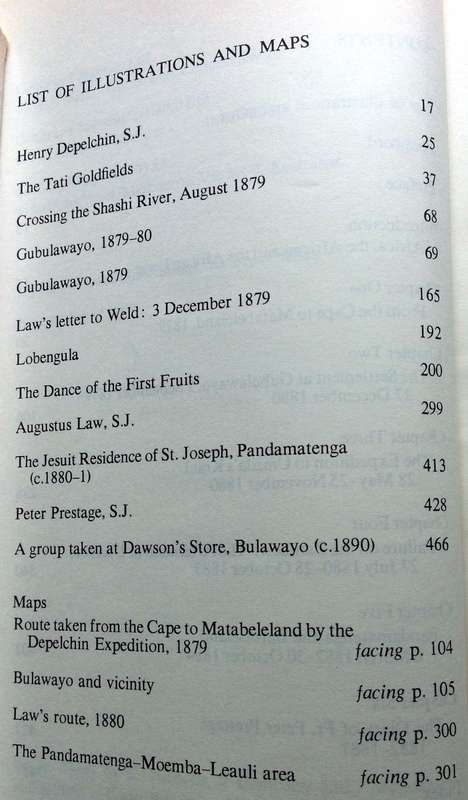 LIST OF ILLUSTRATIONS AND MAPS
Henry Depelchin, S.J. 17
The Tati Goldfields 25
Crossing the Shashi River, August 1879 37
Gubulawayo, 1879–80 68
Gubulawayo, 1879 69
Law's letter to Weld: 3 December 1879 165
Lobengula 192
The Dance of the First Fruits 200
Augustus Law, S.J. 299
The Jesuit Residence of St. Joseph, Pandamatenga
(c.1880–1) 413
Peter Prestage, S.J. 428
A group taken at Dawson's Store, Bulawayo (c.1890) 466
Maps
Route taken from the Cape to Matabeleland by the
Depelchin Expedition, 1879 facing p. 104
Bulawayo and vicinity facing p. 105
Law's route, 1880 facing p. 300
The Pandamatenga–Moemba–Leauli area facing p. 301